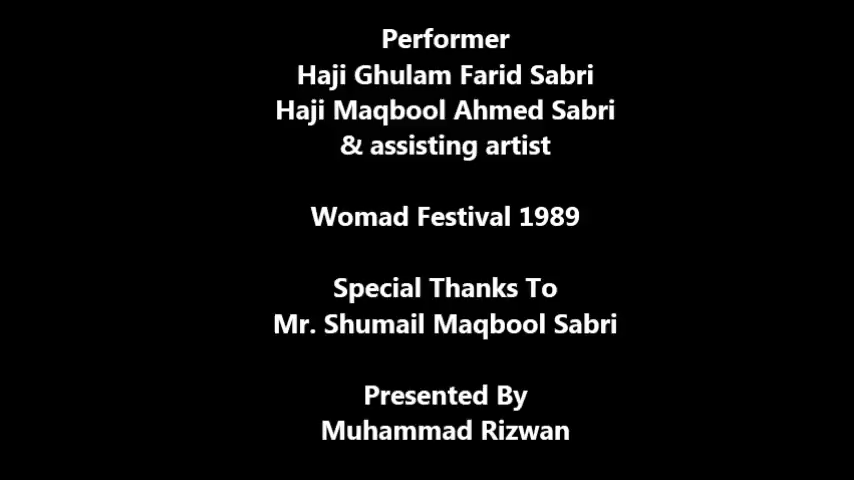 Performer
Haji Ghulam Farid Sabri
Haji Maqbool Ahmed Sabri
& assisting artist
Womad Festival 1989
Special Thanks To
Mr. Shumail Maqbool Sabri
Presented By
Muhammad Rizwan